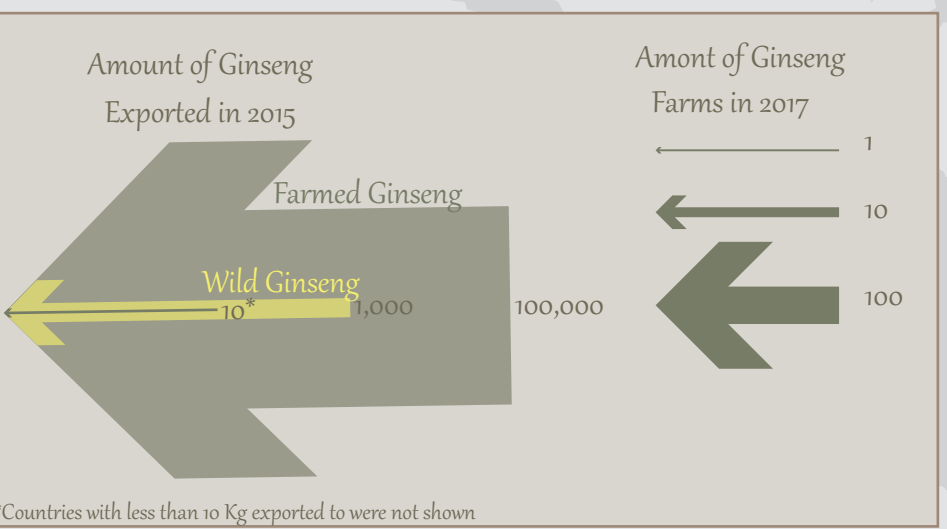 Amount of Ginseng
Exported in 2015
Farmed Ginseng
Wild Ginseng
10*
1,000
100,000
Amont of Ginseng
Farms in 2017
1
10
100
*Countries with less than 10 Kg exported to were not shown